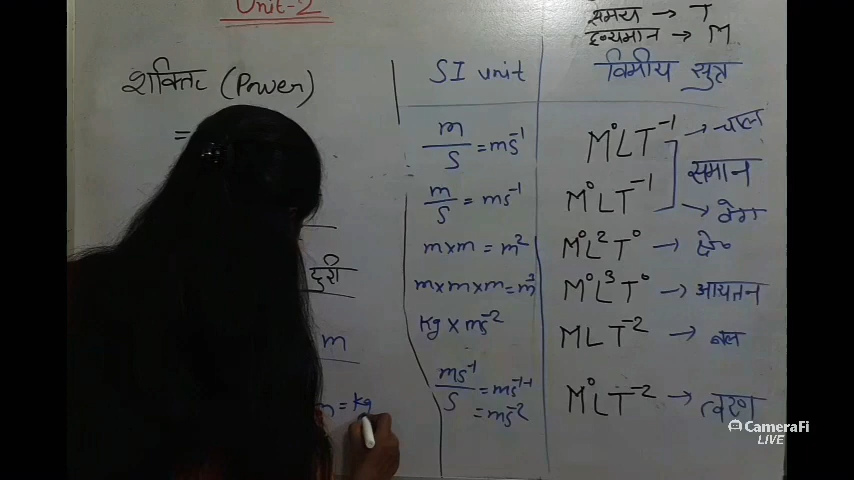 Unit-2
समय → T
द्रव्यमान → M
शक्तिः (Power)
SI unit
विमीय सुत्र
=
m/s = ms⁻¹
M⁰LT⁻¹ → चाल
समान
m/s = ms⁻¹
M⁰LT⁻¹ → वेग
m×m = m²
M⁰L²T⁰ → क्षे०
दुरी
m×m×m = m³
M⁰L³T⁰ → आयतन
kg × ms⁻²
MLT⁻² → बल
m
ms⁻¹/s = ms⁻¹⁻¹
= ms⁻²
M⁰LT⁻² → त्वरण
m = kg
CameraFi
LIVE